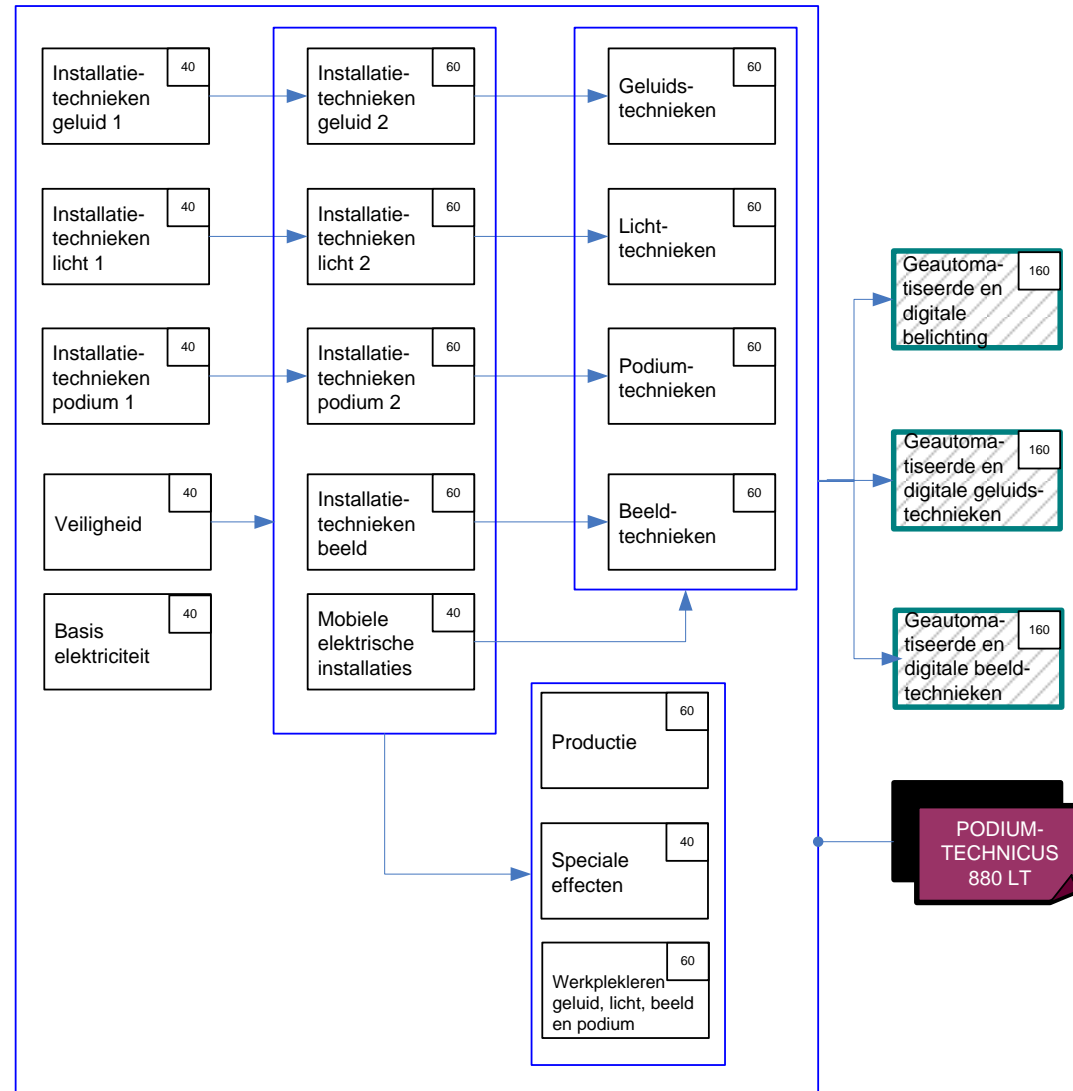 40
Installatie-
technieken
geluid 1
60
Installatie-
technieken
geluid 2
60
Geluids-
technieken
40
Installatie-
technieken
licht 1
60
Installatie-
technieken
licht 2
60
Licht-
technieken
40
Installatie-
technieken
podium 1
60
Installatie-
technieken
podium 2
60
Podium-
technieken
40
Veiligheid
60
Installatie-
technieken
beeld
60
Beeld-
technieken
40
Basis
elektriciteit
40
Mobiele
elektrische
installaties
60
Productie
40
Speciale
effecten
60
Werkplekleren
geluid, licht, beeld
en podium
160
Geautoma-
tiseerde en
digitale
belichting
160
Geautoma-
tiseerde en
digitale geluids-
technieken
160
Geautoma-
tiseerde en
digitale beeld-
technieken
PODIUM-
TECHNICUS
880 LT